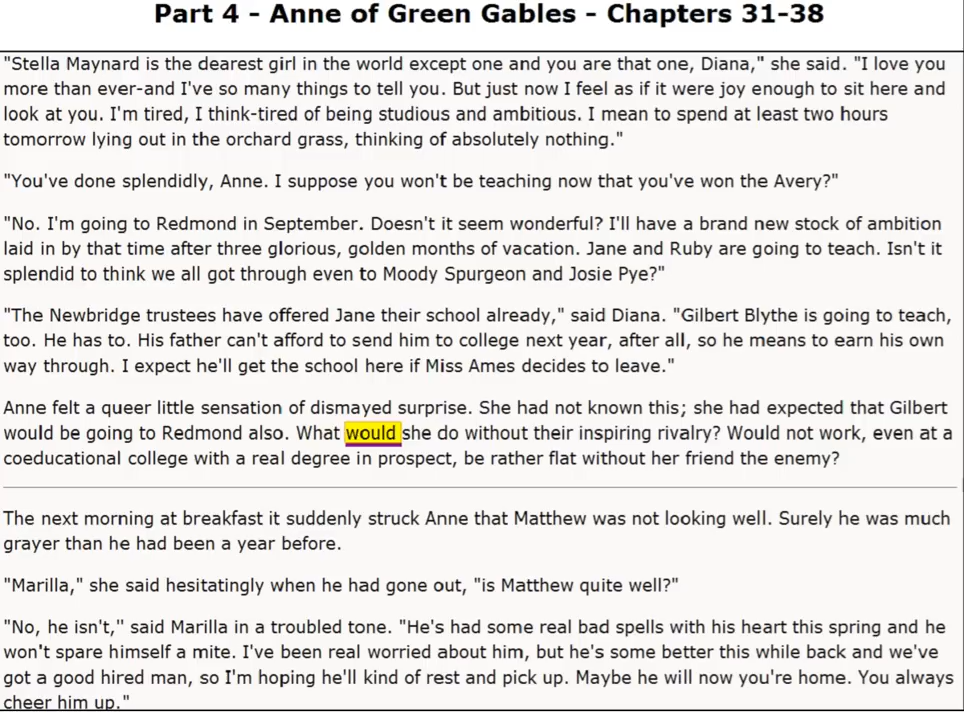 Part 4 - Anne of Green Gables - Chapters 31-38
"Stella Maynard is the dearest girl in the world except one and you are that one, Diana," she said. "I love you
more than ever-and I've so many things to tell you. But just now I feel as if it were joy enough to sit here and
look at you. I'm tired, I think-tired of being studious and ambitious. I mean to spend at least two hours
tomorrow lying out in the orchard grass, thinking of absolutely nothing."
"You've done splendidly, Anne. I suppose you won't be teaching now that you've won the Avery?"
"No. I'm going to Redmond in September. Doesn't it seem wonderful? I'll have a brand new stock of ambition
laid in by that time after three glorious, golden months of vacation. Jane and Ruby are going to teach. Isn't it
splendid to think we all got through even to Moody Spurgeon and Josie Pye?"
"The Newbridge trustees have offered Jane their school already," said Diana. "Gilbert Blythe is going to teach,
too. He has to. His father can't afford to send him to college next year, after all, so he means to earn his own
way through. I expect he'll get the school here if Miss Ames decides to leave."
Anne felt a queer little sensation of dismayed surprise. She had not known this; she had expected that Gilbert
would be going to Redmond also. What would she do without their inspiring rivalry? Would not work, even at a
coeducational college with a real degree in prospect, be rather flat without her friend the enemy?
The next morning at breakfast it suddenly struck Anne that Matthew was not looking well. Surely he was much
grayer than he had been a year before.
"Marilla," she said hesitatingly when he had gone out, "is Matthew quite well?"
"No, he isn't," said Marilla in a troubled tone. "He's had some real bad spells with his heart this spring and he
won't spare himself a mite. I've been real worried about him, but he's some better this while back and we've
got a good hired man, so I'm hoping he'll kind of rest and pick up. Maybe he will now you're home. You always
cheer him up."